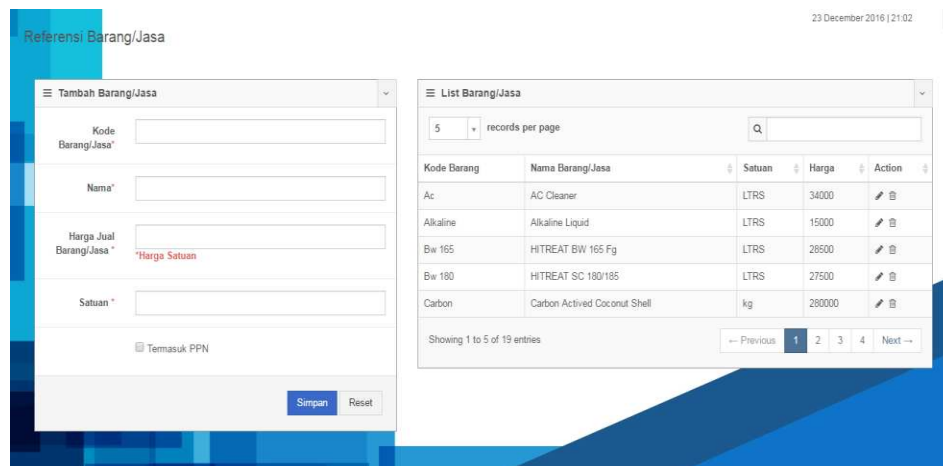 23 December 2016 | 21:02
Referensi Barang/Jasa
Tambah Barang/Jasa
Kode
Barang/Jasa*
Nama*
Harga Jual
Barang/Jasa *
*Harga Satuan
Satuan *
Termasuk PPN
Simpan Reset
List Barang/Jasa
5 records per page
Kode Barang Nama Barang/Jasa Satuan Harga Action
Ac AC Cleaner LTRS 34000
Alkaline Alkaline Liquid LTRS 15000
Bw 165 HITREAT BW 165 Fg LTRS 28500
Bw 180 HITREAT SC 180/185 LTRS 27500
Carbon Carbon Actived Coconut Shell kg 280000
Showing 1 to 5 of 19 entries
← Previous 1 2 3 4 Next →